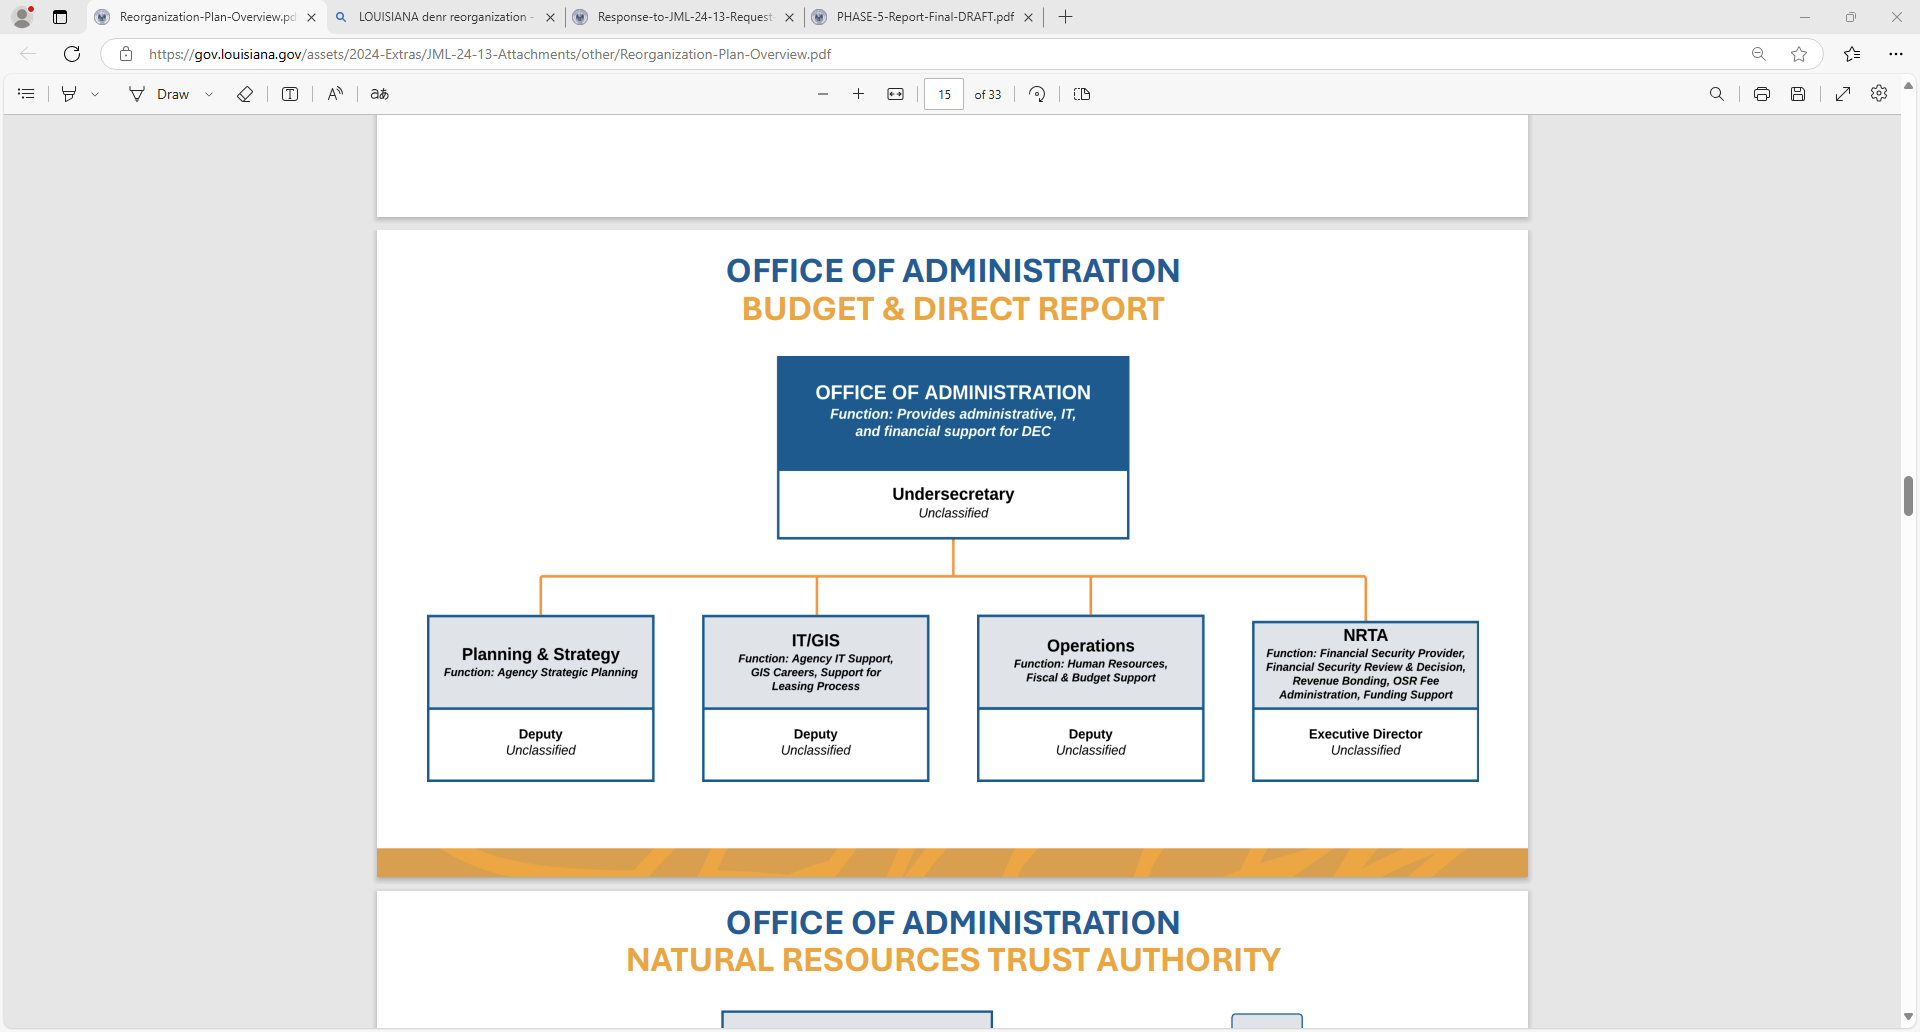 Reorganization-Plan-Overview.pd
LOUISIANA denr reorganization -
Response-to-JML-24-13-Request-
PHASE-5-Report-Final-DRAFT.pdf
https://gov.louisiana.gov/assets/2024-Extras/JML-24-13-Attachments/other/Reorganization-Plan-Overview.pdf
Draw
15 of 33
OFFICE OF ADMINISTRATION
BUDGET & DIRECT REPORT
OFFICE OF ADMINISTRATION
Function: Provides administrative, IT,
and financial support for DEC
Undersecretary
Unclassified
Planning & Strategy
Function: Agency Strategic Planning
Deputy
Unclassified
IT/GIS
Function: Agency IT Support,
GIS Careers, Support for
Leasing Process
Deputy
Unclassified
Operations
Function: Human Resources,
Fiscal & Budget Support
Deputy
Unclassified
NRTA
Function: Financial Security Provider,
Financial Security Review & Decision,
Revenue Bonding, OSR Fee
Administration, Funding Support
Executive Director
Unclassified
OFFICE OF ADMINISTRATION
NATURAL RESOURCES TRUST AUTHORITY